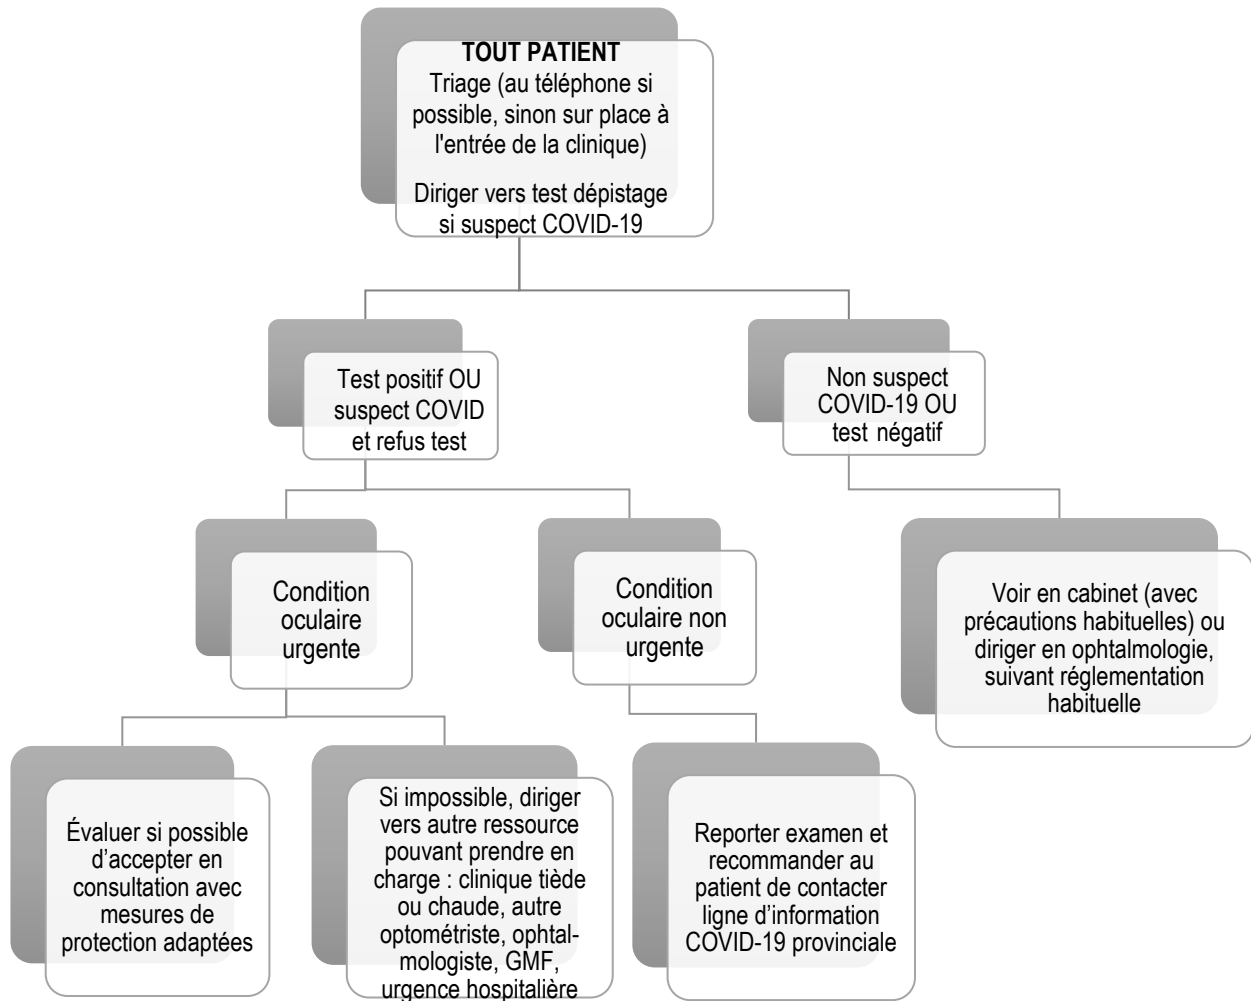 TOUT PATIENT
Triage (au téléphone si
possible, sinon sur place à
l'entrée de la clinique)
Diriger vers test dépistage
si suspect COVID-19
Test positif OU
suspect COVID
et refus test
Non suspect
COVID-19 OU
test négatif
Condition
oculaire
urgente
Condition
oculaire non
urgente
Voir en cabinet (avec
précautions habituelles) ou
diriger en ophtalmologie,
suivant réglementation
habituelle
Évaluer si possible
d’accepter en
consultation avec
mesures de
protection adaptées
Si impossible, diriger
vers autre ressource
pouvant prendre en
charge : clinique tiède
ou chaude, autre
optométriste, ophtal-
mologiste, GMF,
urgence hospitalière
Reporter examen et
recommander au
patient de contacter
ligne d’information
COVID-19 provinciale